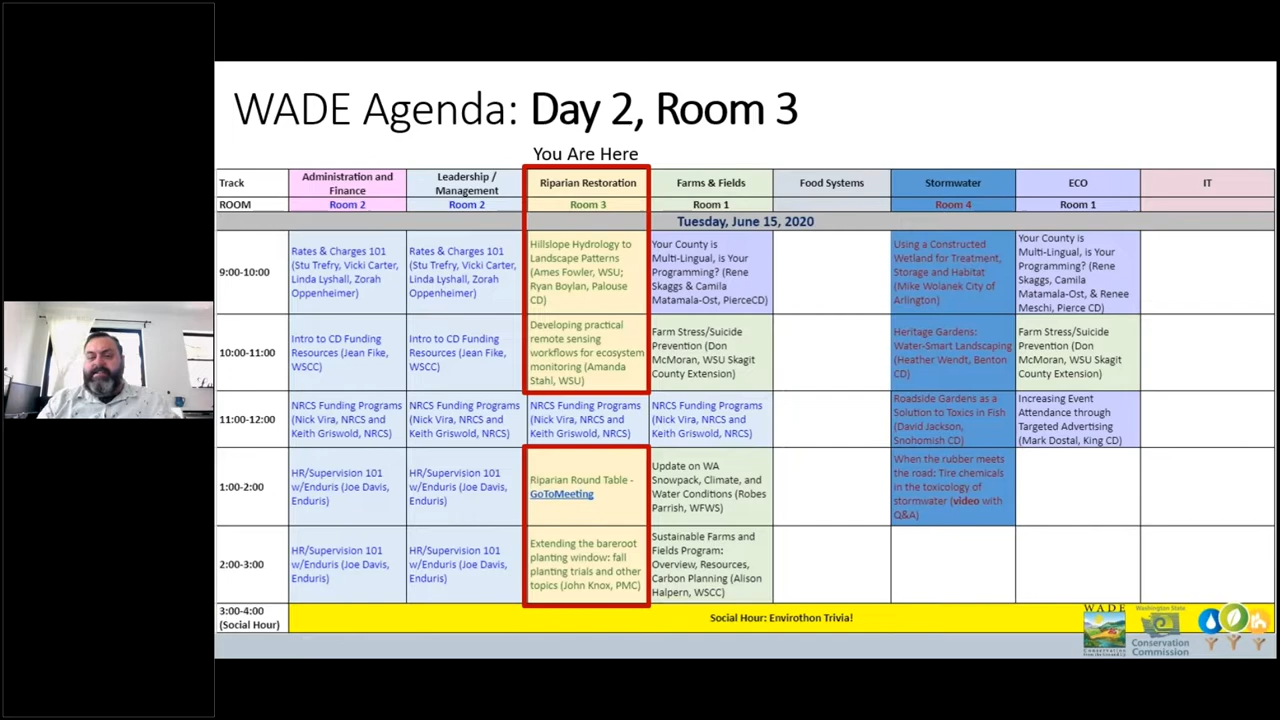 WADE Agenda: Day 2, Room 3
You Are Here
Track
Administration and
Finance
Leadership /
Management
Riparian Restoration
Farms & Fields
Food Systems
Stormwater
ECO
IT
ROOM
Room 2
Room 2
Room 3
Room 1
Room 4
Room 1
Tuesday, June 15, 2020
9:00-10:00
Rates & Charges 101
(Stu Trefry, Vicki Carter,
Linda Lyshall, Zorah
Oppenheimer)
Rates & Charges 101
(Stu Trefry, Vicki Carter,
Linda Lyshall, Zorah
Oppenheimer)
Hillslope Hydrology to
Landscape Patterns
(Ames Fowler, WSU;
Ryan Boylan, Palouse
CD)
Your County is
Multi-Lingual, is Your
Programming? (Rene
Skaggs & Camila
Matamala-Ost, PierceCD)
Using a Constructed
Wetland for Treatment,
Storage and Habitat
(Mike Wolanek City of
Arlington)
Your County is
Multi-Lingual, is Your
Programming? (Rene
Skaggs, Camila
Matamala-Ost, & Renee
Meschi, Pierce CD)
10:00-11:00
Intro to CD Funding
Resources (Jean Fike,
WSCC)
Intro to CD Funding
Resources (Jean Fike,
WSCC)
Developing practical
remote sensing
workflows for ecosystem
monitoring (Amanda
Stahl, WSU)
Farm Stress/Suicide
Prevention (Don
McMoran, WSU Skagit
County Extension)
Heritage Gardens:
Water-Smart Landscaping
(Heather Wendt, Benton
CD)
Farm Stress/Suicide
Prevention (Don
McMoran, WSU Skagit
County Extension)
11:00-12:00
NRCS Funding Programs
(Nick Vira, NRCS and
Keith Griswold, NRCS)
NRCS Funding Programs
(Nick Vira, NRCS and
Keith Griswold, NRCS)
NRCS Funding Programs
(Nick Vira, NRCS and
Keith Griswold, NRCS)
NRCS Funding Programs
(Nick Vira, NRCS and
Keith Griswold, NRCS)
Roadside Gardens as a
Solution to Toxics in Fish
(David Jackson,
Snohomish CD)
Increasing Event
Attendance through
Targeted Advertising
(Mark Dostal, King CD)
1:00-2:00
HR/Supervision 101
w/Enduris (Joe Davis,
Enduris)
HR/Supervision 101
w/Enduris (Joe Davis,
Enduris)
Riparian Round Table -
GoToMeeting
Update on WA
Snowpack, Climate, and
Water Conditions (Robes
Parrish, WFWS)
When the rubber meets
the road: Tire chemicals
in the toxicology of
stormwater (video with
Q&A)
2:00-3:00
HR/Supervision 101
w/Enduris (Joe Davis,
Enduris)
HR/Supervision 101
w/Enduris (Joe Davis,
Enduris)
Extending the bareroot
planting window: fall
planting trials and other
topics (John Knox, PMC)
Sustainable Farms and
Fields Program:
Overview, Resources,
Carbon Planning (Alison
Halpern, WSCC)
3:00-4:00
(Social Hour)
Social Hour: Envirothon Trivia!
WADE
Washington State
Conservation
Commission